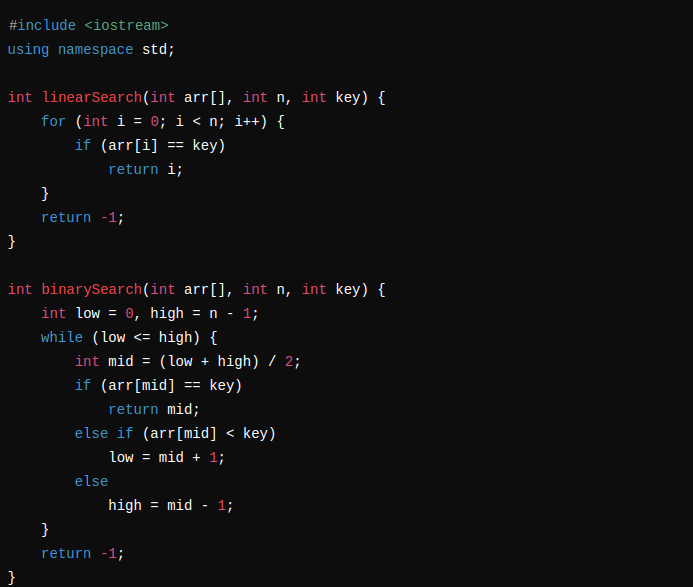 #include <iostream>
using namespace std;

int linearSearch(int arr[], int n, int key) {
    for (int i = 0; i < n; i++) {
        if (arr[i] == key)
            return i;
    }
    return -1;
}

int binarySearch(int arr[], int n, int key) {
    int low = 0, high = n - 1;
    while (low <= high) {
        int mid = (low + high) / 2;
        if (arr[mid] == key)
            return mid;
        else if (arr[mid] < key)
            low = mid + 1;
        else
            high = mid - 1;
    }
    return -1;
}